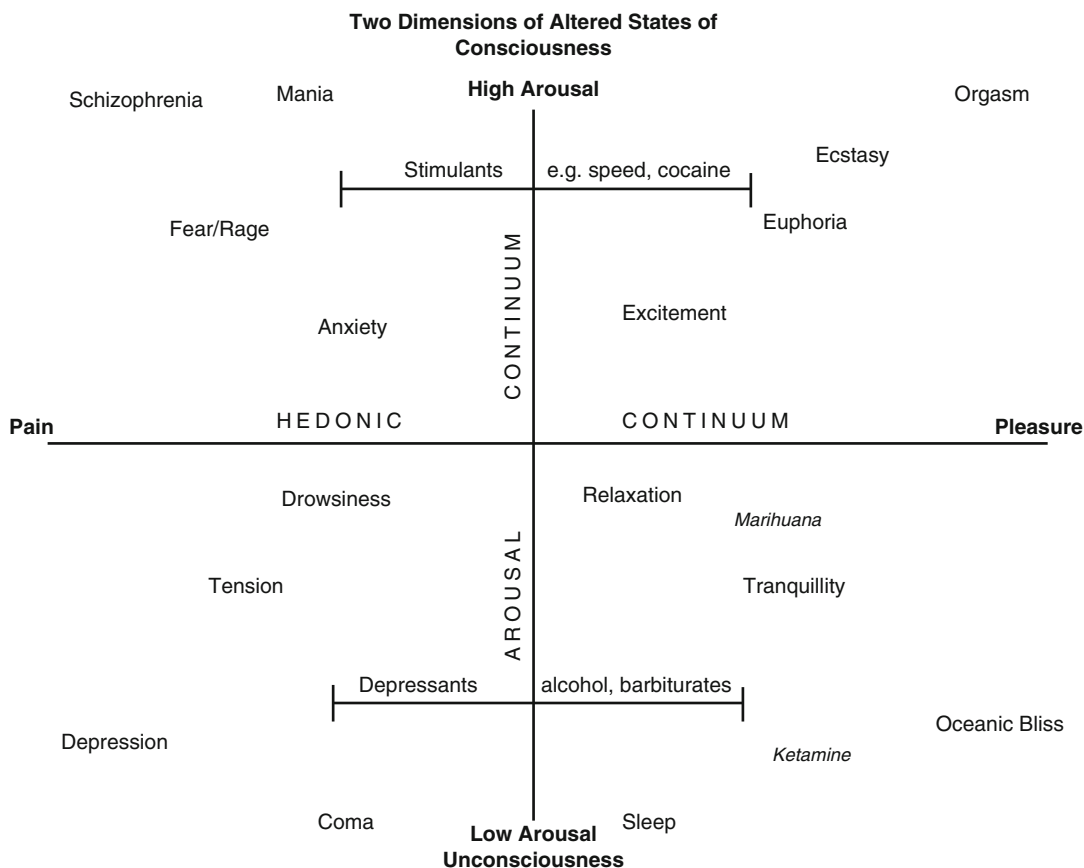 Two Dimensions of Altered States of
Consciousness
Schizophrenia
Mania
High Arousal
Orgasm
Stimulants
e.g. speed, cocaine
Ecstasy
Fear/Rage
Euphoria
Anxiety
CONTINUUM
Excitement
Pain
HEDONIC
CONTINUUM
Pleasure
Drowsiness
Relaxation
Marihuana
Tension
AROUSAL
Tranquillity
Depressants
alcohol, barbiturates
Depression
Oceanic Bliss
Ketamine
Coma
Low Arousal
Unconsciousness
Sleep